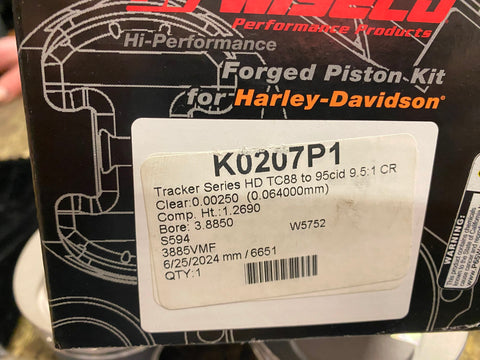 WISECO
Performance Products
Hi-Performance
Forged Piston Kit
for Harley-Davidson®
K0207P1
Tracker Series HD TC88 to 95cid 9.5:1 CR
Clear:0.00250 (0.064000mm)
Comp. Ht.:1.2690
Bore: 3.8850
W5752
S594
3885VMF
6/25/2024 mm / 6651
QTY:1
WARNING: